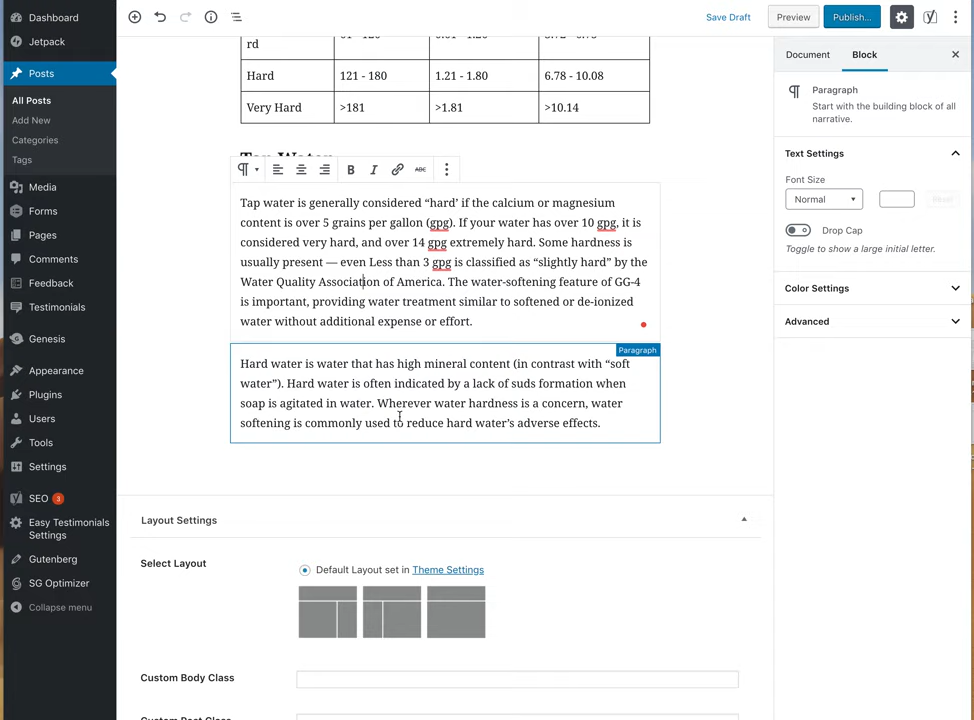 Dashboard
Jetpack
Posts
All Posts
Add New
Categories
Tags
Media
Forms
Pages
Comments
Feedback
Testimonials
Genesis
Appearance
Plugins
Users
Tools
Settings
SEO 3
Easy Testimonials
Settings
Gutenberg
SG Optimizer
Collapse menu
Save Draft
Preview
Publish...
rd
Hard 121 - 180 1.21 - 1.80 6.78 - 10.08
Very Hard >181 >1.81 >10.14
Tap Water
B I ABC
Tap water is generally considered “hard’ if the calcium or magnesium
content is over 5 grains per gallon (gpg). If your water has over 10 gpg, it is
considered very hard, and over 14 gpg extremely hard. Some hardness is
usually present — even Less than 3 gpg is classified as “slightly hard” by the
Water Quality Association of America. The water-softening feature of GG-4
is important, providing water treatment similar to softened or de-ionized
water without additional expense or effort.
Paragraph
Hard water is water that has high mineral content (in contrast with “soft
water”). Hard water is often indicated by a lack of suds formation when
soap is agitated in water. Wherever water hardness is a concern, water
softening is commonly used to reduce hard water’s adverse effects.
Layout Settings
Select Layout
Default Layout set in Theme Settings
Custom Body Class
Document
Block
Paragraph
Start with the building block of all
narrative.
Text Settings
Font Size
Normal
Drop Cap
Toggle to show a large initial letter.
Color Settings
Advanced